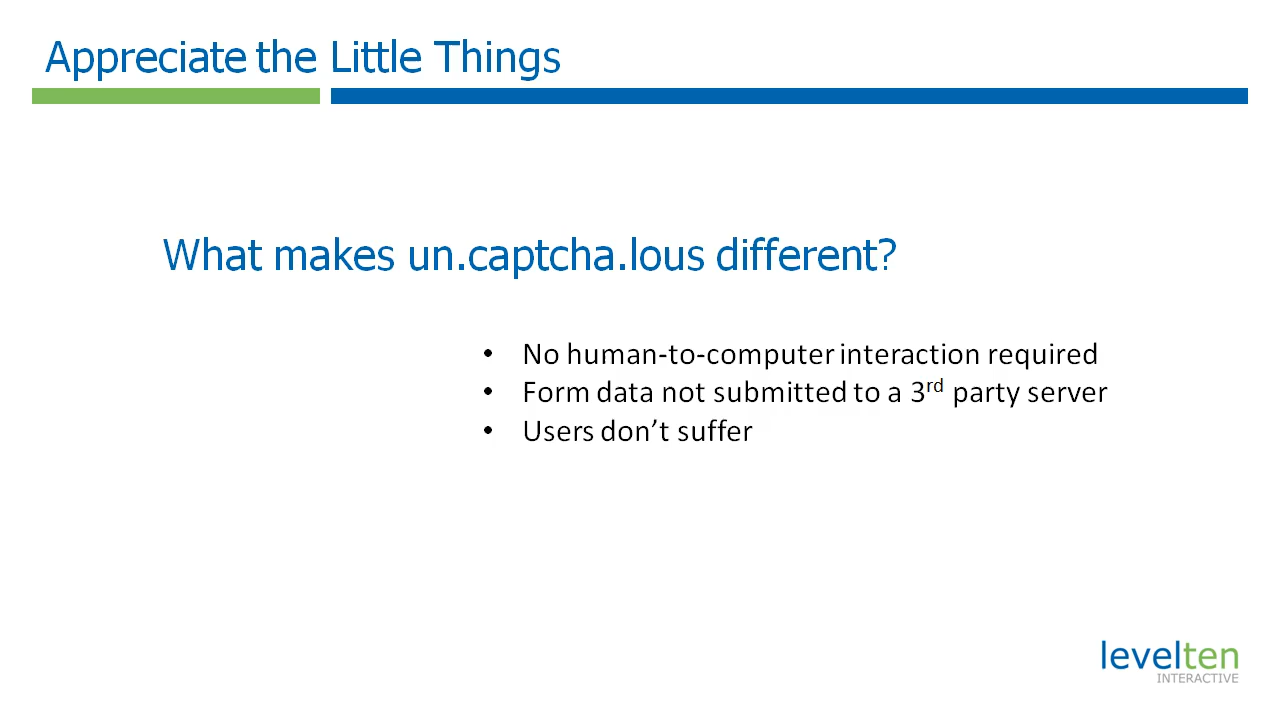 Appreciate the Little Things
What makes un.captcha.lous different?
• No human-to-computer interaction required
• Form data not submitted to a 3rd party server
• Users don’t suffer
levelten
INTERACTIVE